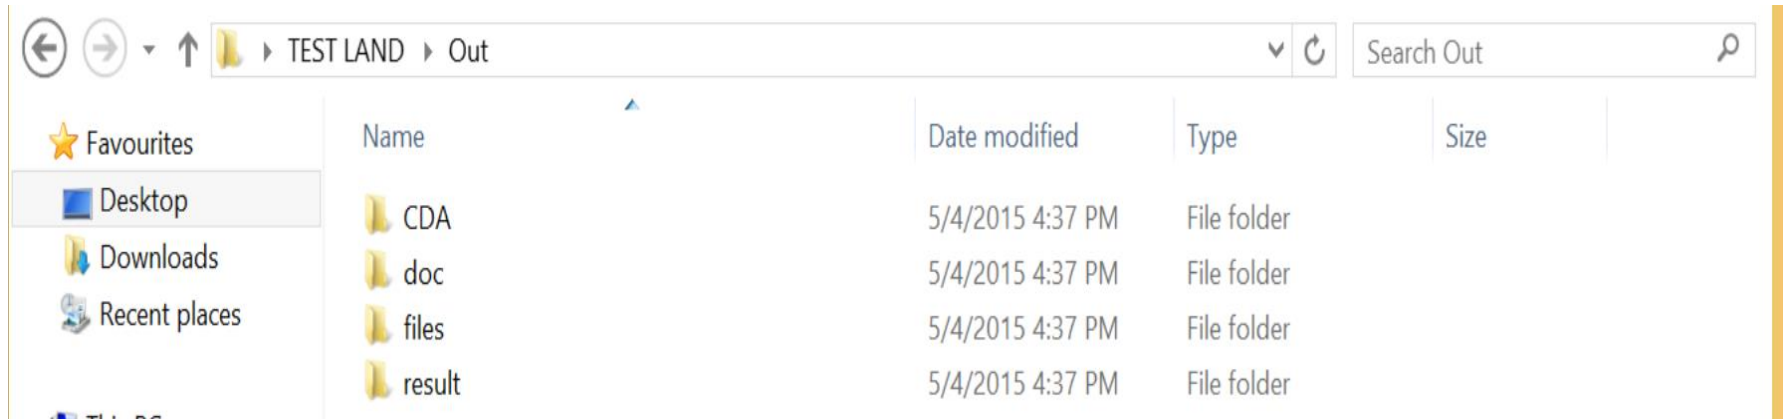 TEST LAND Out Search Out
Favourites Name Date modified Type Size
Desktop
CDA 5/4/2015 4:37 PM File folder
Downloads
doc 5/4/2015 4:37 PM File folder
Recent places
files 5/4/2015 4:37 PM File folder
result 5/4/2015 4:37 PM File folder